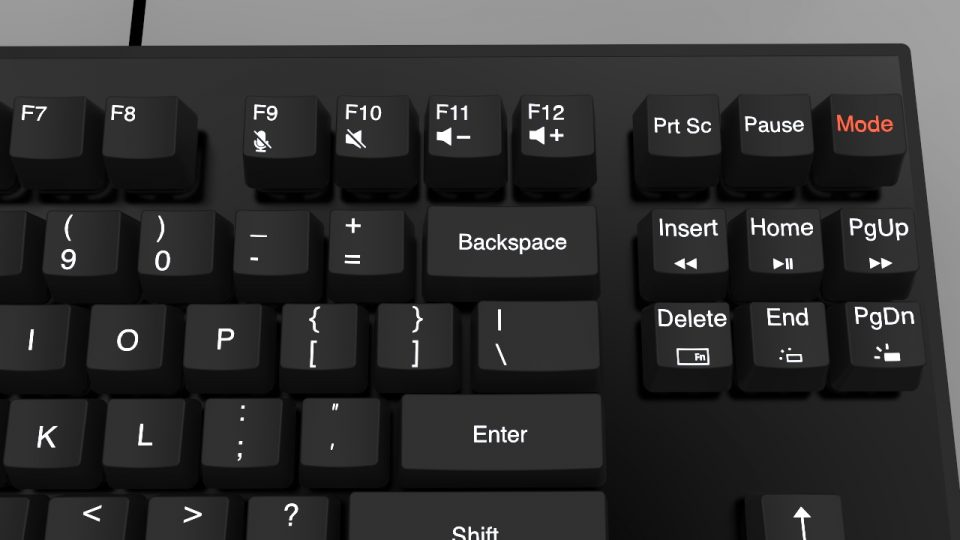 F7 F8 F9 F10 F11 F12 Prt Sc Pause Mode
( ) _ + Insert Home PgUp
9 0 - = Backspace
I O P { } | Delete End PgDn
[ ] \ Fn
K L : " Enter
; '
< > ? Shift ↑